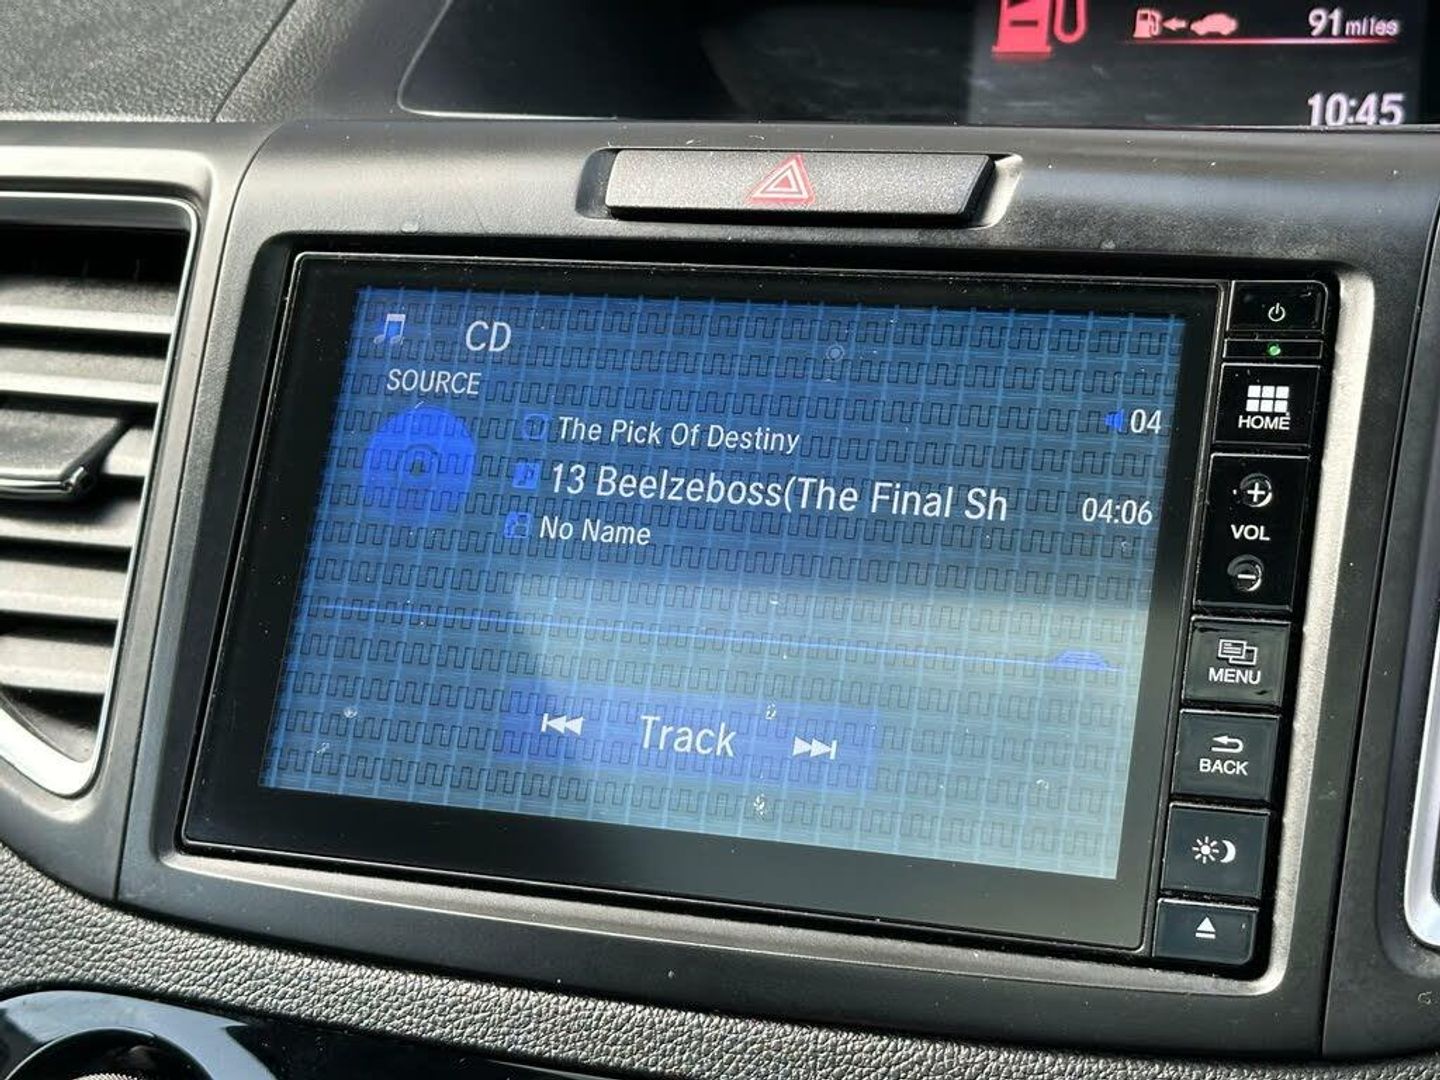 91 miles
10:45
CD
SOURCE
The Pick Of Destiny
04
13 Beelzeboss(The Final Sh
04:06
No Name
Track
HOME
VOL
MENU
BACK